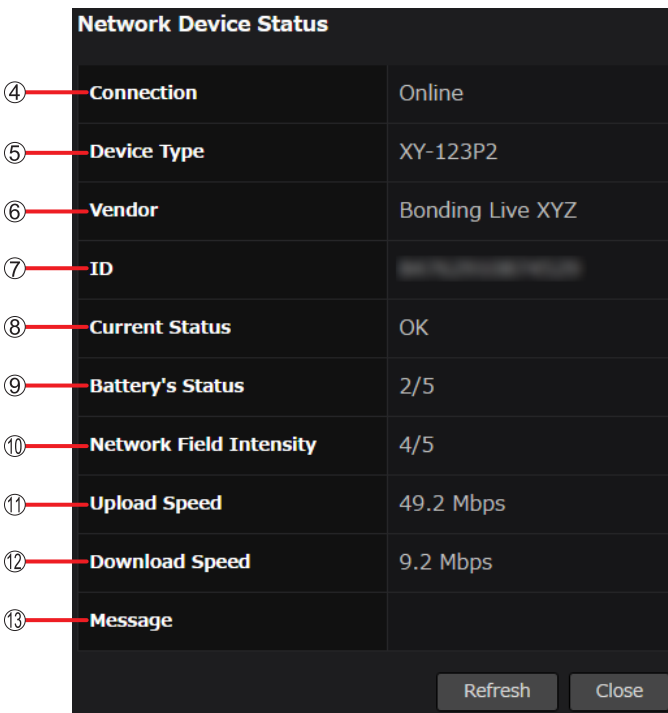 Network Device Status
④ Connection Online
⑤ Device Type XY-123P2
⑥ Vendor Bonding Live XYZ
⑦ ID
⑧ Current Status OK
⑨ Battery's Status 2/5
⑩ Network Field Intensity 4/5
⑪ Upload Speed 49.2 Mbps
⑫ Download Speed 9.2 Mbps
⑬ Message
Refresh Close